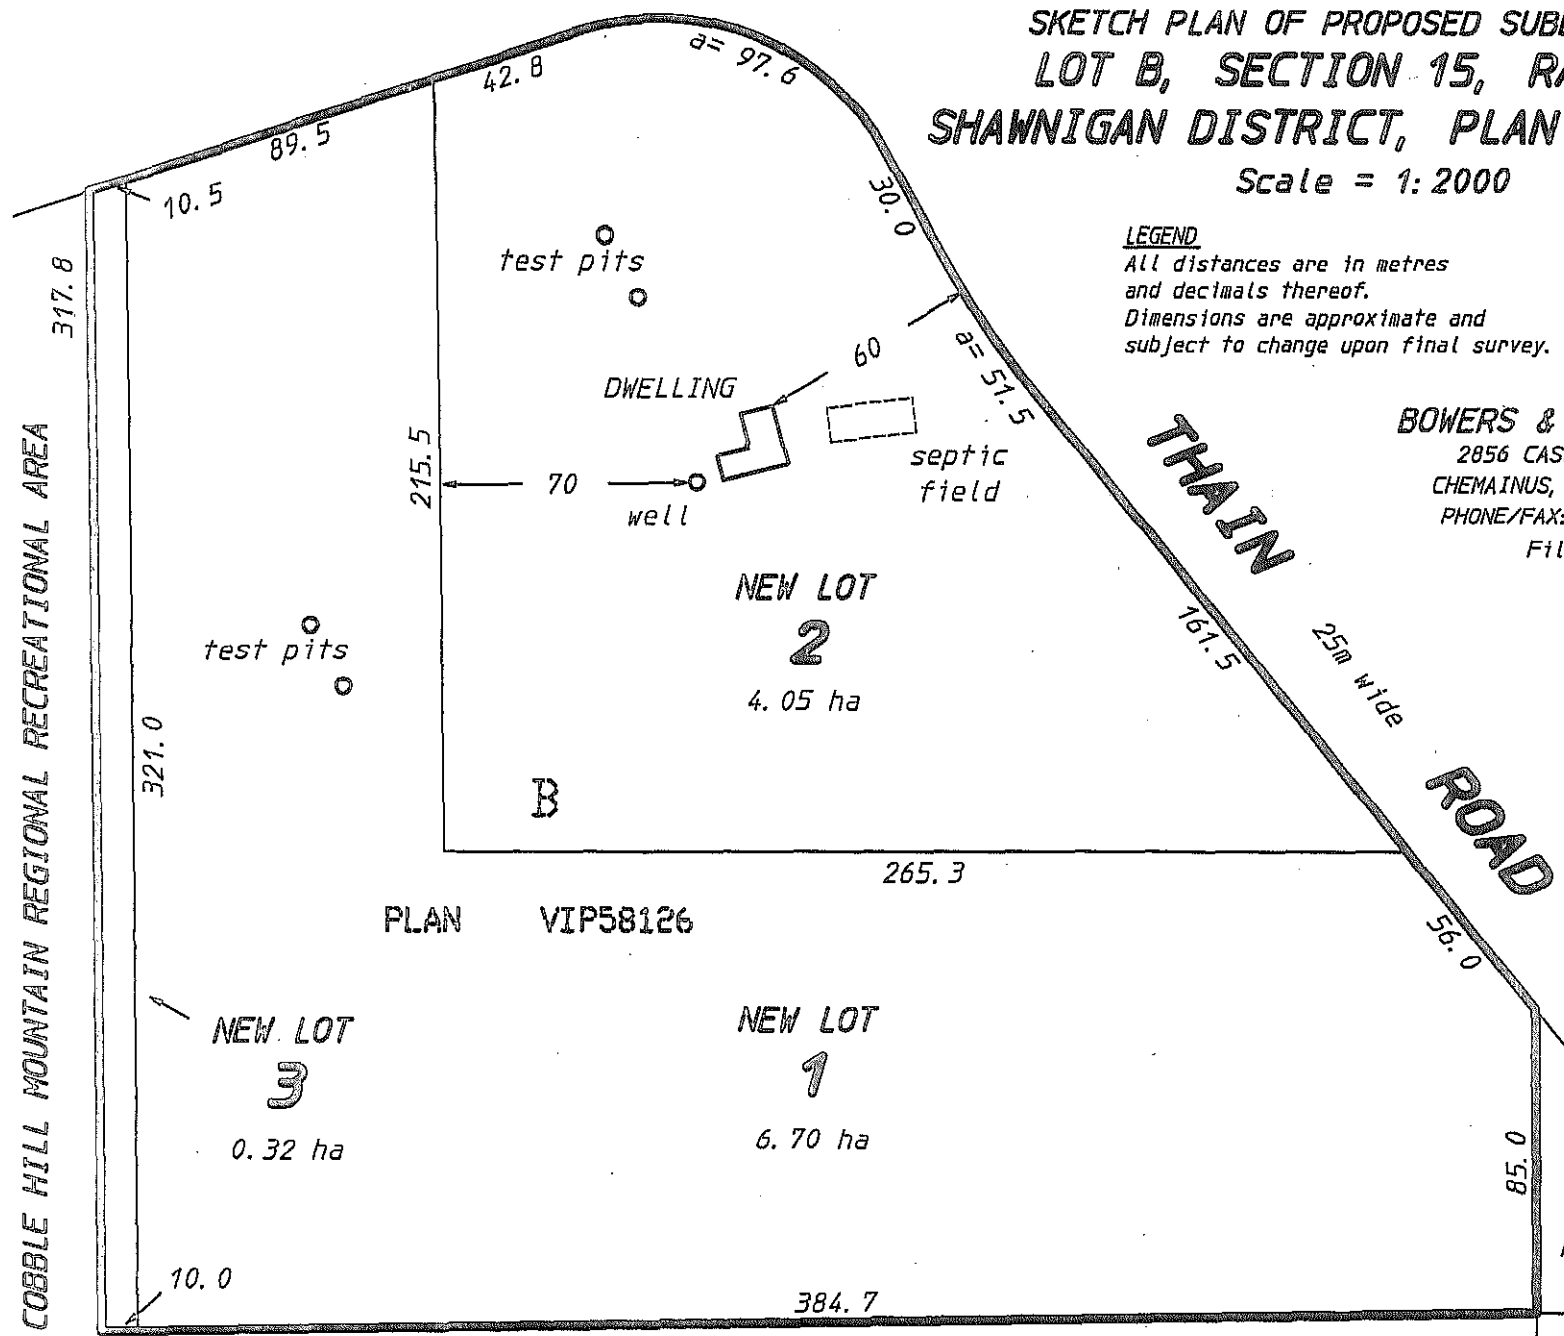 SKETCH PLAN OF PROPOSED
LOT B, SECTION 15,
SHAWNIGAN DISTRICT, PLAN
Scale = 1: 2000
LEGEND
All distances are in metres
and decimals thereof.
Dimensions are approximate and
subject to change upon final survey.
BOWERS &
2856
CHEMAINUS,
PHONE/FAX:
42.8
a= 97.6
89.5
10.5
30.0
317.8
test pits
60
a= 51.5
DWELLING
215.5
septic
field
70
well
THAIN
ROAD
25m wide
NEW LOT
2
4.05 ha
161.5
test pits
321.0
B
265.3
PLAN VIP58126
56.0
COBBLE HILL MOUNTAIN REGIONAL RECREATIONAL AREA
NEW LOT
3
0.32 ha
NEW LOT
1
6.70 ha
85.0
10.0
384.7